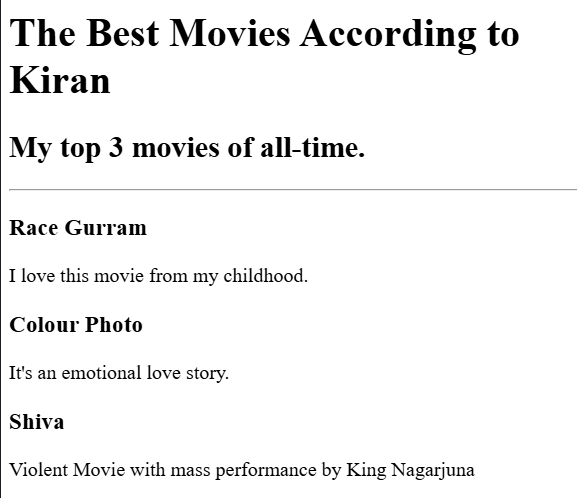 The Best Movies According to
Kiran
My top 3 movies of all-time.
Race Gurram
I love this movie from my childhood.
Colour Photo
It's an emotional love story.
Shiva
Violent Movie with mass performance by King Nagarjuna